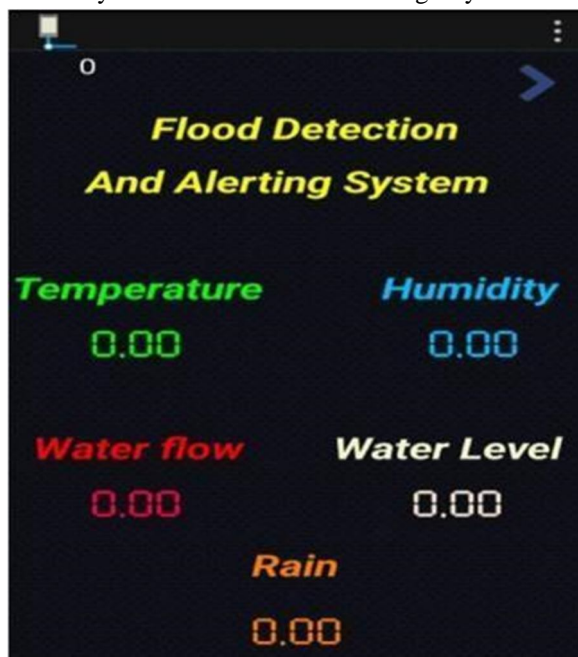 0
Flood Detection
And Alerting System
Temperature Humidity
0.00 0.00
Water flow Water Level
0.00 0.00
Rain
0.00